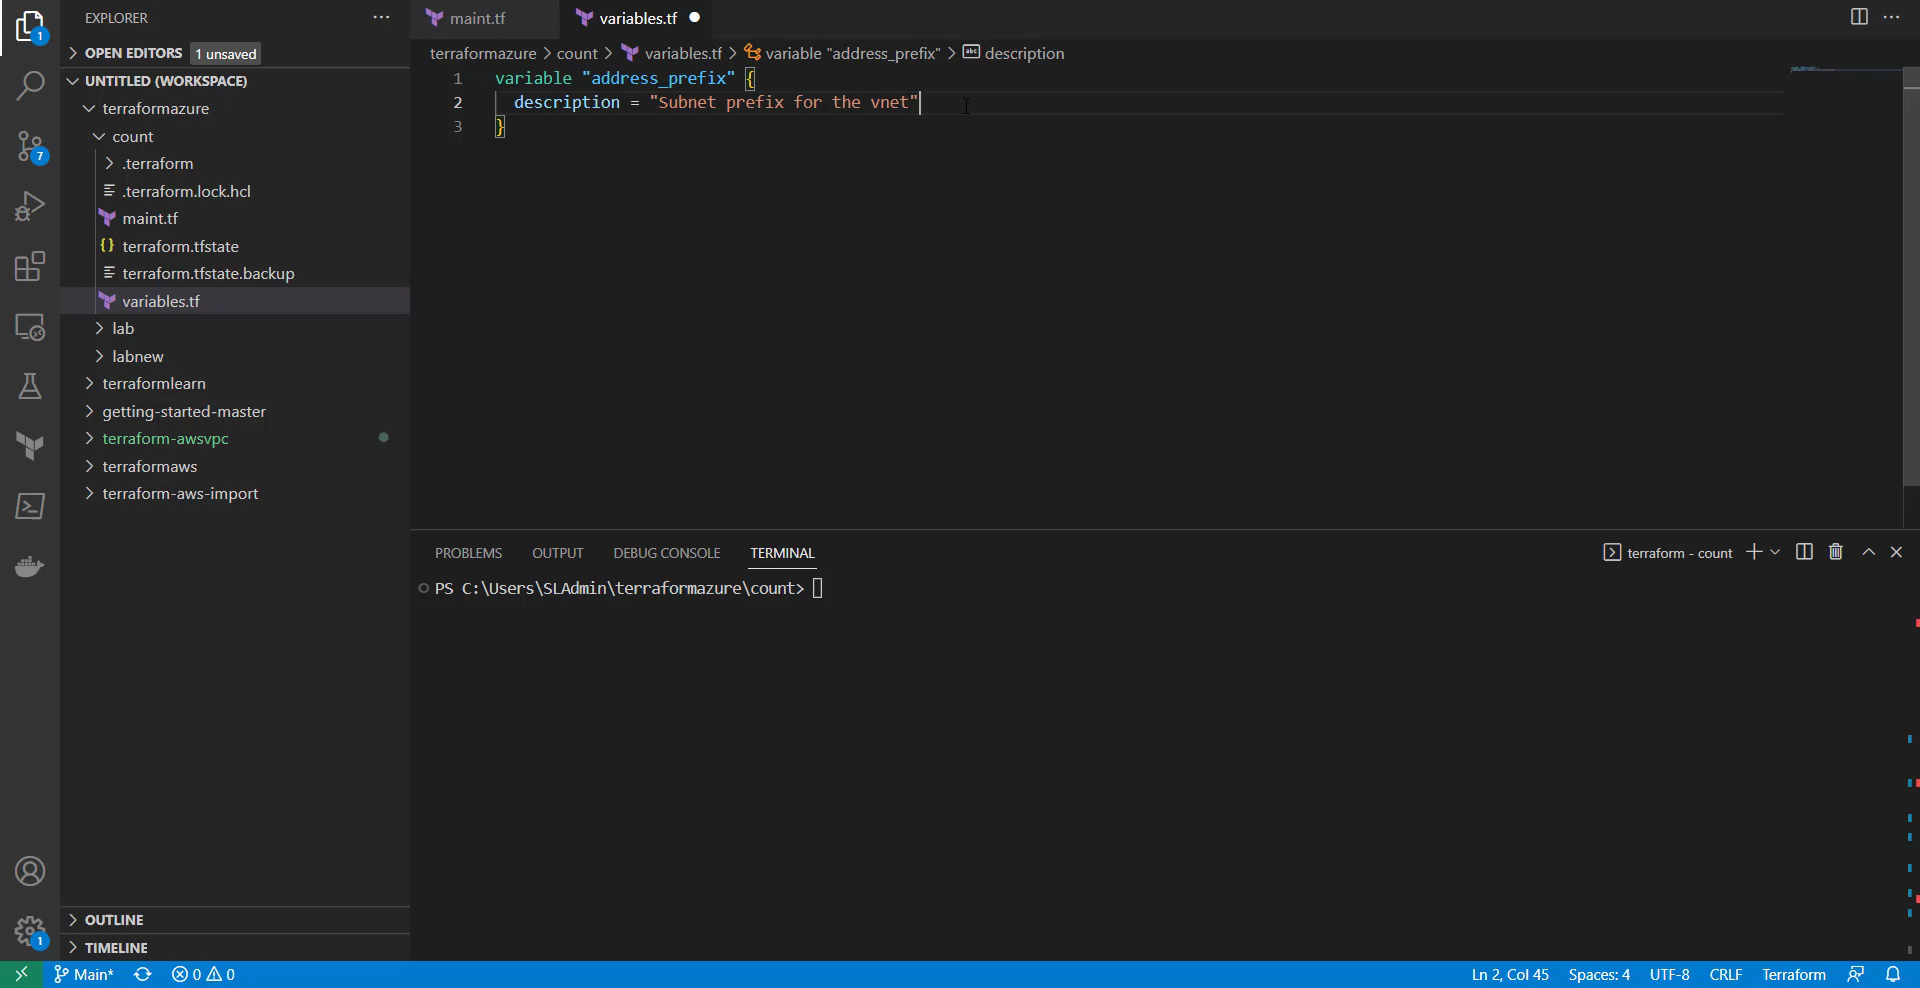 EXPLORER
OPEN EDITORS 1 unsaved
UNTITLED (WORKSPACE)
terraformazure
count
.terraform
.terraform.lock.hcl
maint.tf
terraform.tfstate
terraform.tfstate.backup
variables.tf
lab
labnew
terraformlearn
getting-started-master
terraform-awsvpc
terraformaws
terraform-aws-import
OUTLINE
TIMELINE
1
7
1
maint.tf variables.tf
terraformazure > count > variables.tf > variable "address_prefix" > abc description
1 variable "address_prefix" {
2 description = "Subnet prefix for the vnet"
3 }
PROBLEMS OUTPUT DEBUG CONSOLE TERMINAL terraform - count
PS C:\Users\SLAdmin\terraformazure\count>
Main* 0 0 Ln 2, Col 45 Spaces: 4 UTF-8 CRLF Terraform